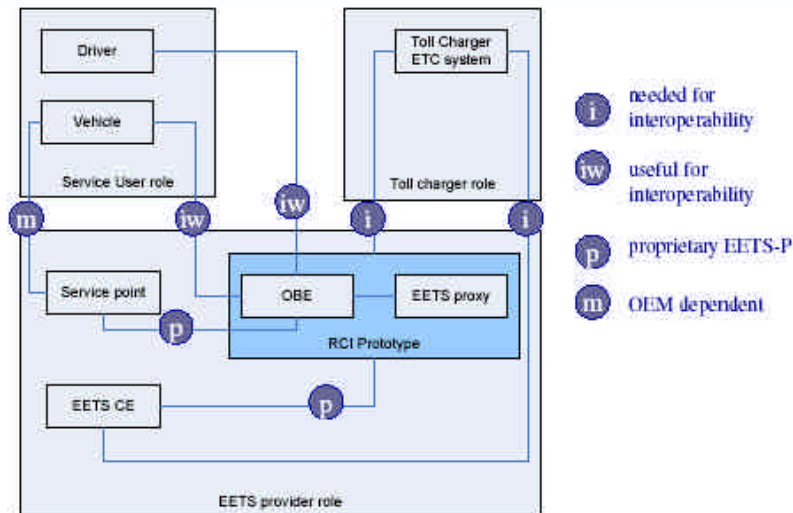 Driver
Vehicle
Service User role
Toll Charger
ETC system
Toll charger role
i
needed for
interoperability
iw
useful for
interoperability
p
proprietary EETS-P
m
OEM dependent
m
iw
iw
i
i
Service point
OBE
EETS proxy
p
RCI Prototype
EETS CE
p
EETS provider role